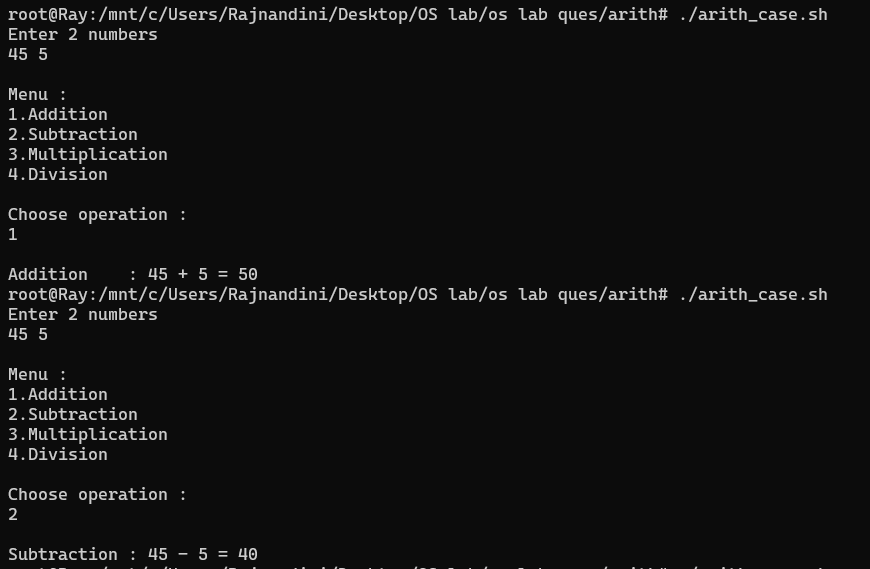 root@Ray:/mnt/c/Users/Rajnandini/Desktop/OS lab/os lab ques/arith# ./arith_case.sh
Enter 2 numbers
45 5

Menu :
1.Addition
2.Subtraction
3.Multiplication
4.Division

Choose operation :
1

Addition    : 45 + 5 = 50
root@Ray:/mnt/c/Users/Rajnandini/Desktop/OS lab/os lab ques/arith# ./arith_case.sh
Enter 2 numbers
45 5

Menu :
1.Addition
2.Subtraction
3.Multiplication
4.Division

Choose operation :
2

Subtraction : 45 - 5 = 40